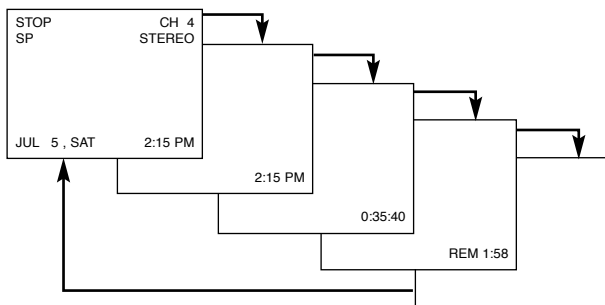 STOP CH 4
SP STEREO
JUL 5 , SAT 2:15 PM
2:15 PM
0:35:40
REM 1:58